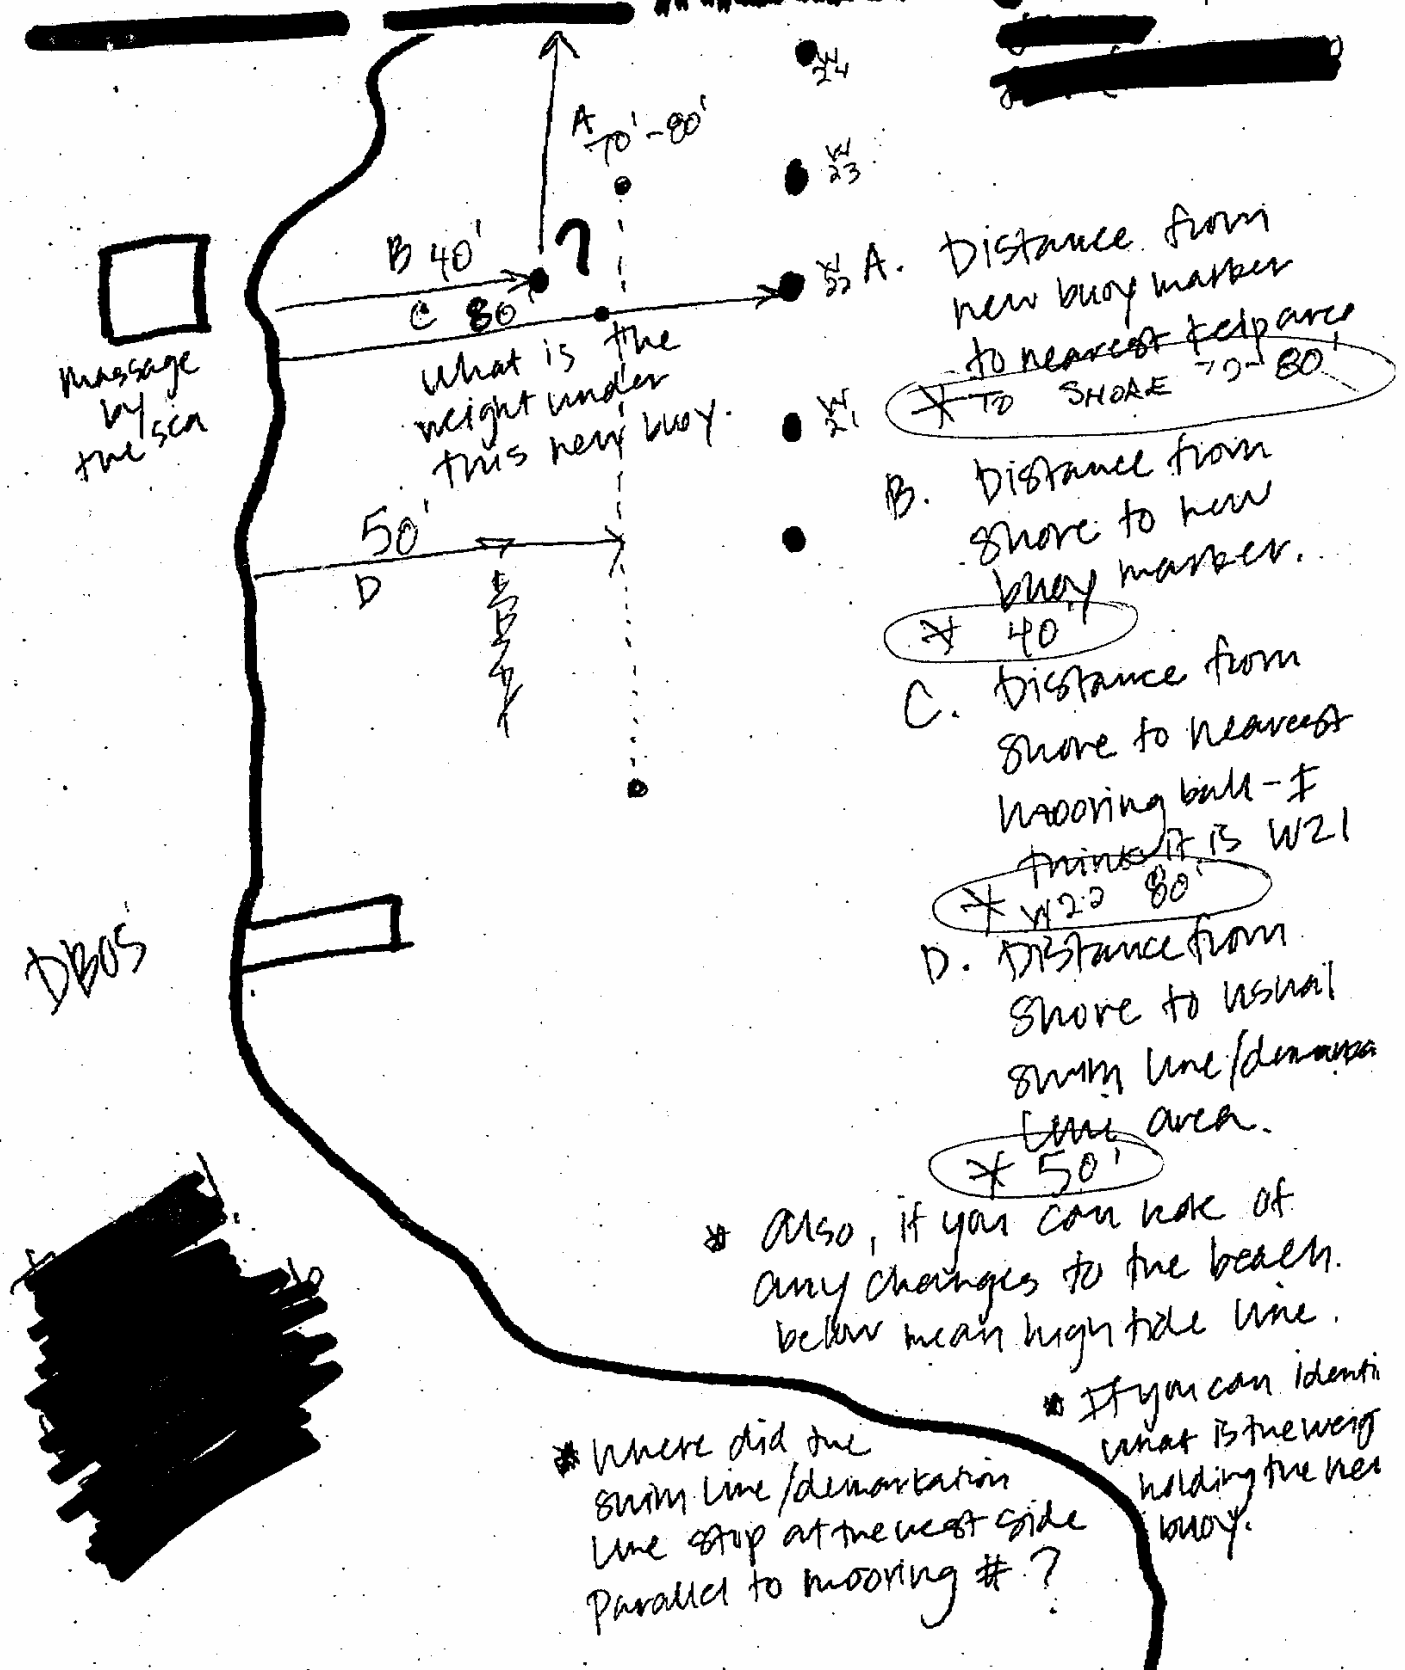 W
24
A
70'-80'
W
23
B 40'
?
C 80'
W
22
massage
by
the sea
What is the
weight under
this new buoy.
W
21
50'
D
DBOS
A. Distance from
new buoy marker
to nearest kelp area
* TO SHORE 70-80'
B. Distance from
shore to new
buoy marker.
* 40'
C. Distance from
shore to nearest
mooring ball - I
think it is W21
* W22 80'
D. Distance from
shore to usual
swim line/
line area.
* 50'
* Also, if you can note of
any changes to the beach
below mean high tide line.
* If you can
what is the
holding the
buoy.
* Where did the
swim line/demarkation
line stop at the west side
Parallel to mooring #?